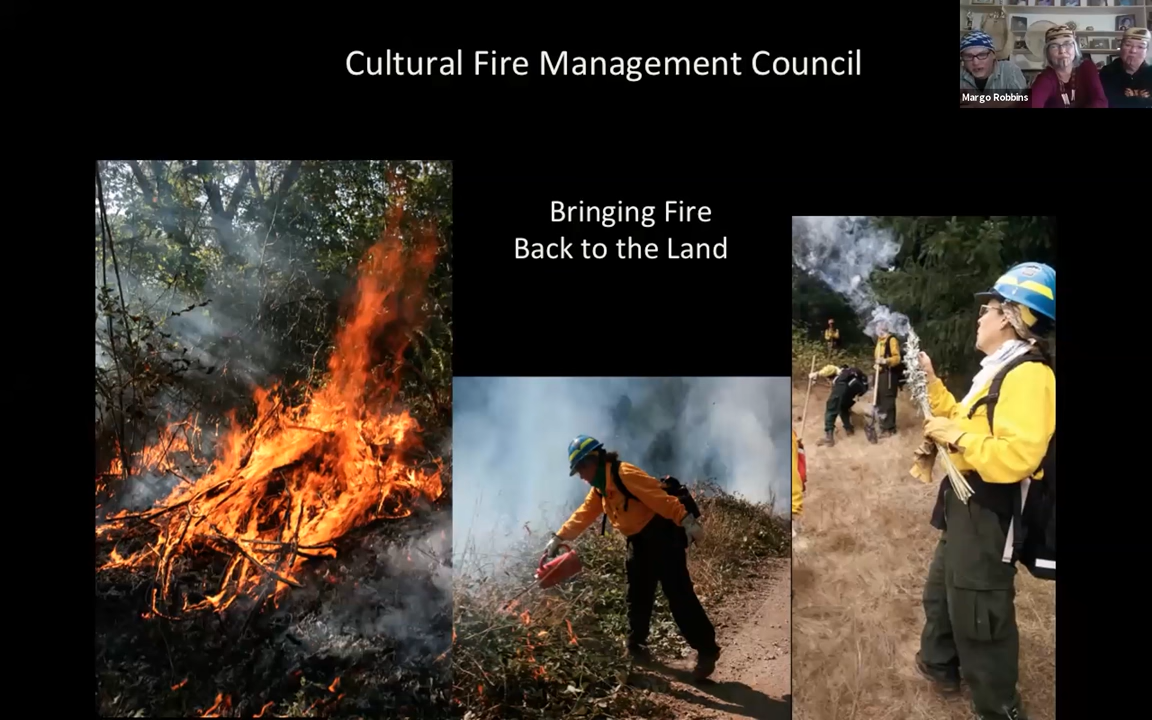 Cultural Fire Management Council
Margo Robbins
Bringing Fire
Back to the Land